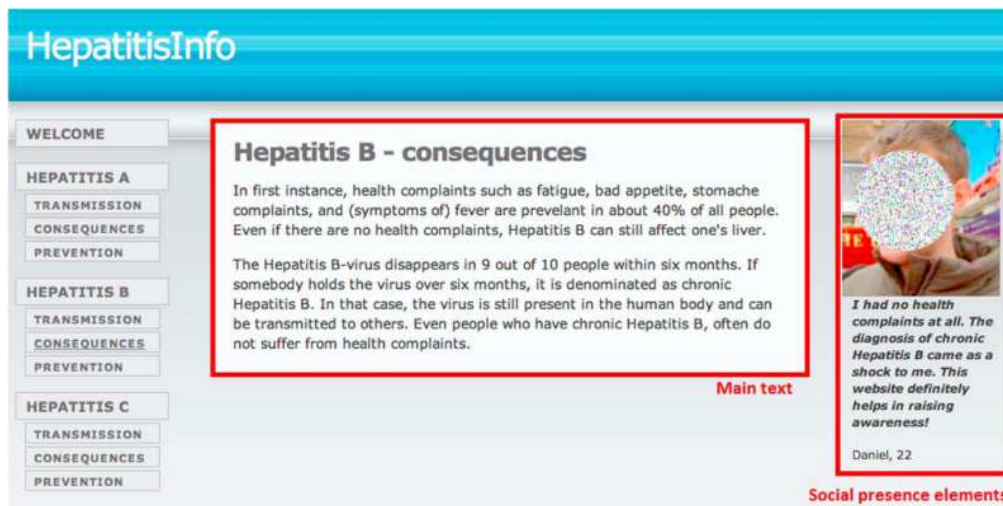 HepatitisInfo
WELCOME
HEPATITIS A
TRANSMISSION
CONSEQUENCES
PREVENTION
HEPATITIS B
TRANSMISSION
CONSEQUENCES
PREVENTION
HEPATITIS C
TRANSMISSION
CONSEQUENCES
PREVENTION
Hepatitis B - consequences
In first instance, health complaints such as fatigue, bad appetite, stomache
complaints, and (symptoms of) fever are prevelant in about 40% of all people.
Even if there are no health complaints, Hepatitis B can still affect one's liver.
The Hepatitis B-virus disappears in 9 out of 10 people within six months. If
somebody holds the virus over six months, it is denominated as chronic
Hepatitis B. In that case, the virus is still present in the human body and can
be transmitted to others. Even people who have chronic Hepatitis B, often do
not suffer from health complaints.
Main text
I had no health
complaints at all. The
diagnosis of chronic
Hepatitis B came as a
shock to me. This
website definitely
helps in raising
awareness!
Daniel, 22
Social presence elements